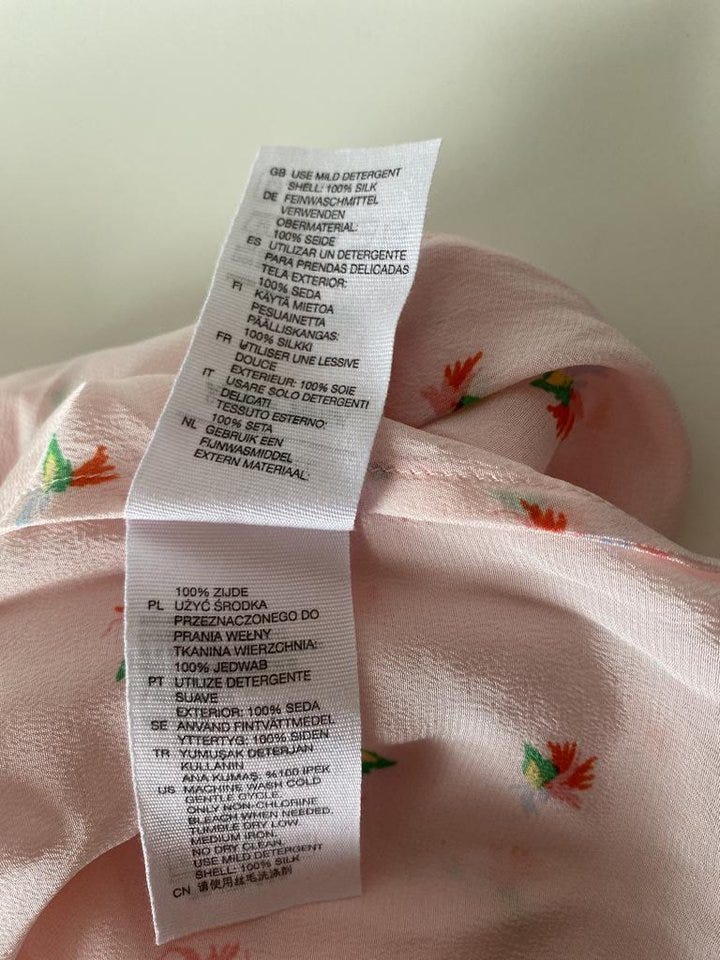 GB USE MILD DETERGENT
SHELL: 100% SILK
DE FEINWASCHMITTEL
VERWENDEN
OBERMATERIAL:
100% SEIDE
ES UTILIZAR UN DETERGENTE
PARA PRENDAS DELICADAS
TELA EXTERIOR:
100% SEDA
FI KÄYTÄ MIETOA
PESUAINETTA
PÄÄLLISKANGAS:
100% SILKKI
FR UTILISER UNE LESSIVE
DOUCE
EXTERIEUR: 100% SOIE
IT USARE SOLO DETERGENTI
DELICATI
TESSUTO ESTERNO:
100% SETA
NL GEBRUIK EEN
FIJNWASMIDDEL
EXTERN MATERIAAL:
100% ZIJDE
PL UŻYĆ ŚRODKA
PRZEZNACZONEGO DO
PRANIA WEŁNY
TKANINA WIERZCHNIA:
100% JEDWAB
PT UTILIZE DETERGENTE
SUAVE
EXTERIOR: 100% SEDA
SE ANVÄND FINTVÄTTMEDEL
YTTERTYG: 100% SIDEN
TR YUMUŞAK DETERJAN
KULLANIN
ANA KUMAŞ: %100 IPEK
US MACHINE WASH COLD
GENTLE CYCLE.
ONLY NON-CHLORINE
BLEACH WHEN NEEDED.
TUMBLE DRY LOW.
MEDIUM IRON.
NO DRY CLEAN.
USE MILD DETERGENT
SHELL: 100% SILK
CN 请使用丝毛洗涤剂